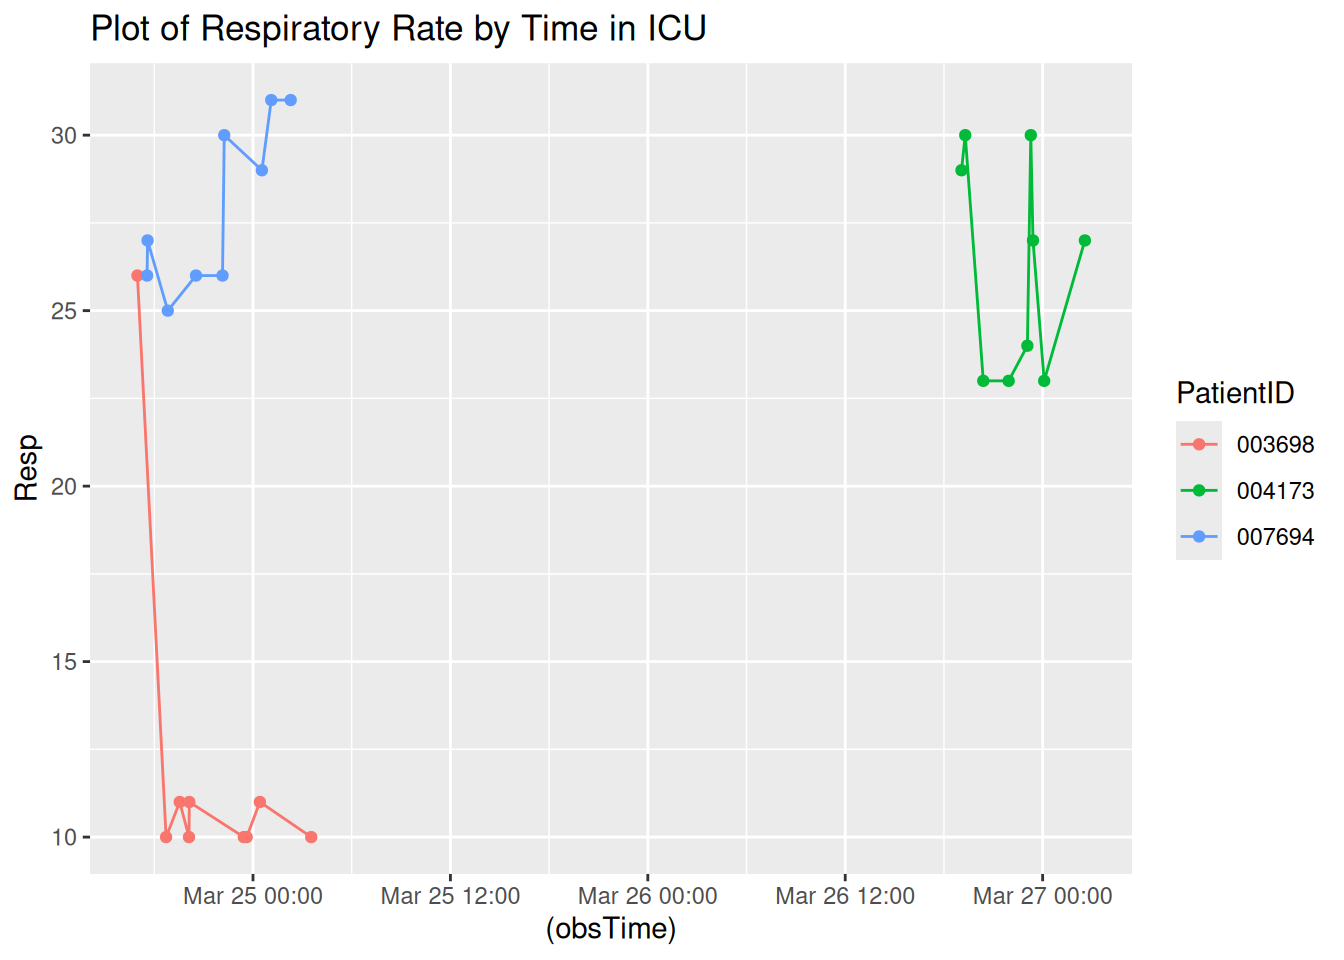 Plot of Respiratory Rate by Time in ICU
Resp
30
25
20
15
10
Mar 25 00:00
Mar 25 12:00
Mar 26 00:00
Mar 26 12:00
Mar 27 00:00
(obsTime)
PatientID
003698
004173
007694